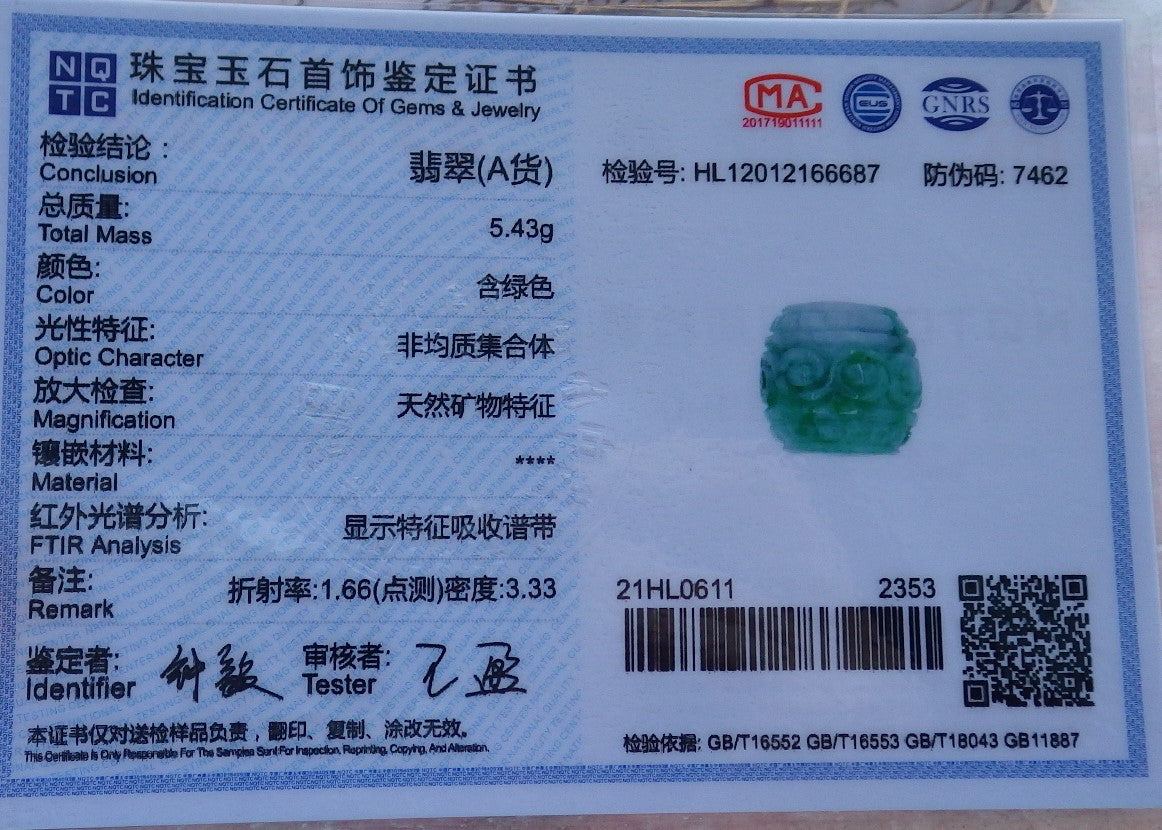 NQ
TC
珠宝玉石首饰鉴定证书
Identification Certificate Of Gems & Jewelry
检验结论：
Conclusion
翡翠(A货)
总质量:
Total Mass
5.43g
颜色:
Color
含绿色
光性特征:
Optic Character
非均质集合体
放大检查:
Magnification
天然矿物特征
镶嵌材料:
Material
****
红外光谱分析:
FTIR Analysis
显示特征吸收谱带
备注:
Remark
折射率:1.66(点测)密度:3.33
鉴定者:
Identifier
审核者:
Tester
本证书仅对送检样品负责，翻印、复制、涂改无效。
This Certificate Is Only Responsible For The Samples Sent For Inspection, Reprinting, Copying, And Alteration.
MA
201719011111
EUS
GNRS
检验号: HL12012166687
防伪码: 7462
21HL0611
2353
检验依据: GB/T16552 GB/T16553 GB/T18043 GB11887